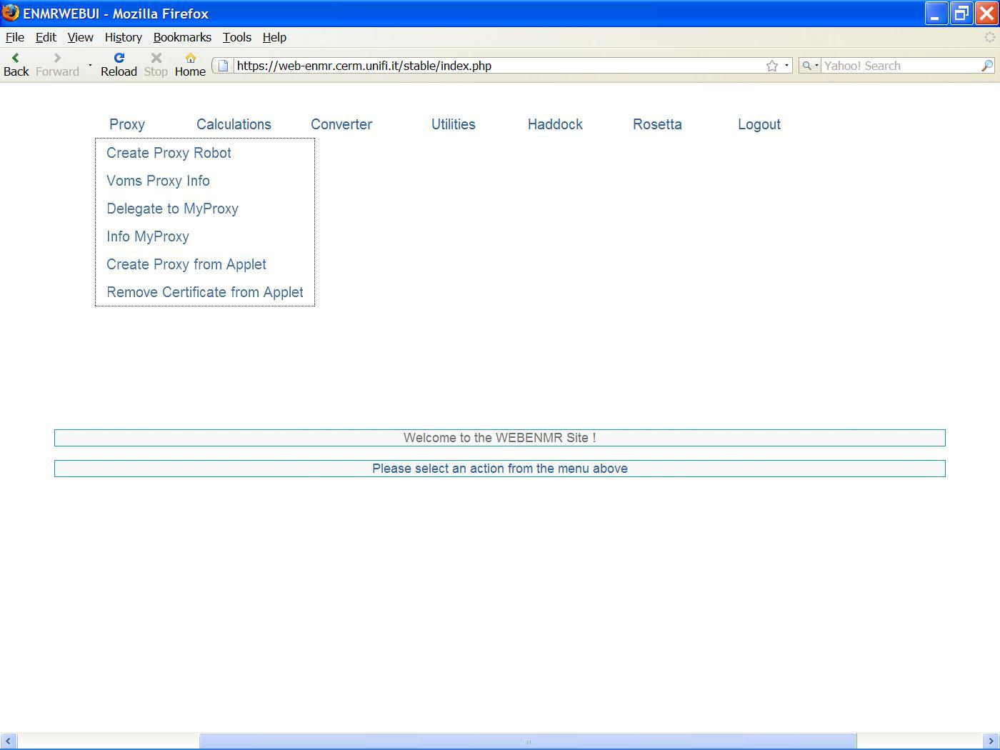 ENMRWEBUI - Mozilla Firefox
File Edit View History Bookmarks Tools Help
Back Forward Reload Stop Home https://web-enmr.cerm.unifi.it/stable/index.php Yahoo! Search
Proxy Calculations Converter Utilities Haddock Rosetta Logout
Create Proxy Robot
Voms Proxy Info
Delegate to MyProxy
Info MyProxy
Create Proxy from Applet
Remove Certificate from Applet
Welcome to the WEBENMR Site !
Please select an action from the menu above